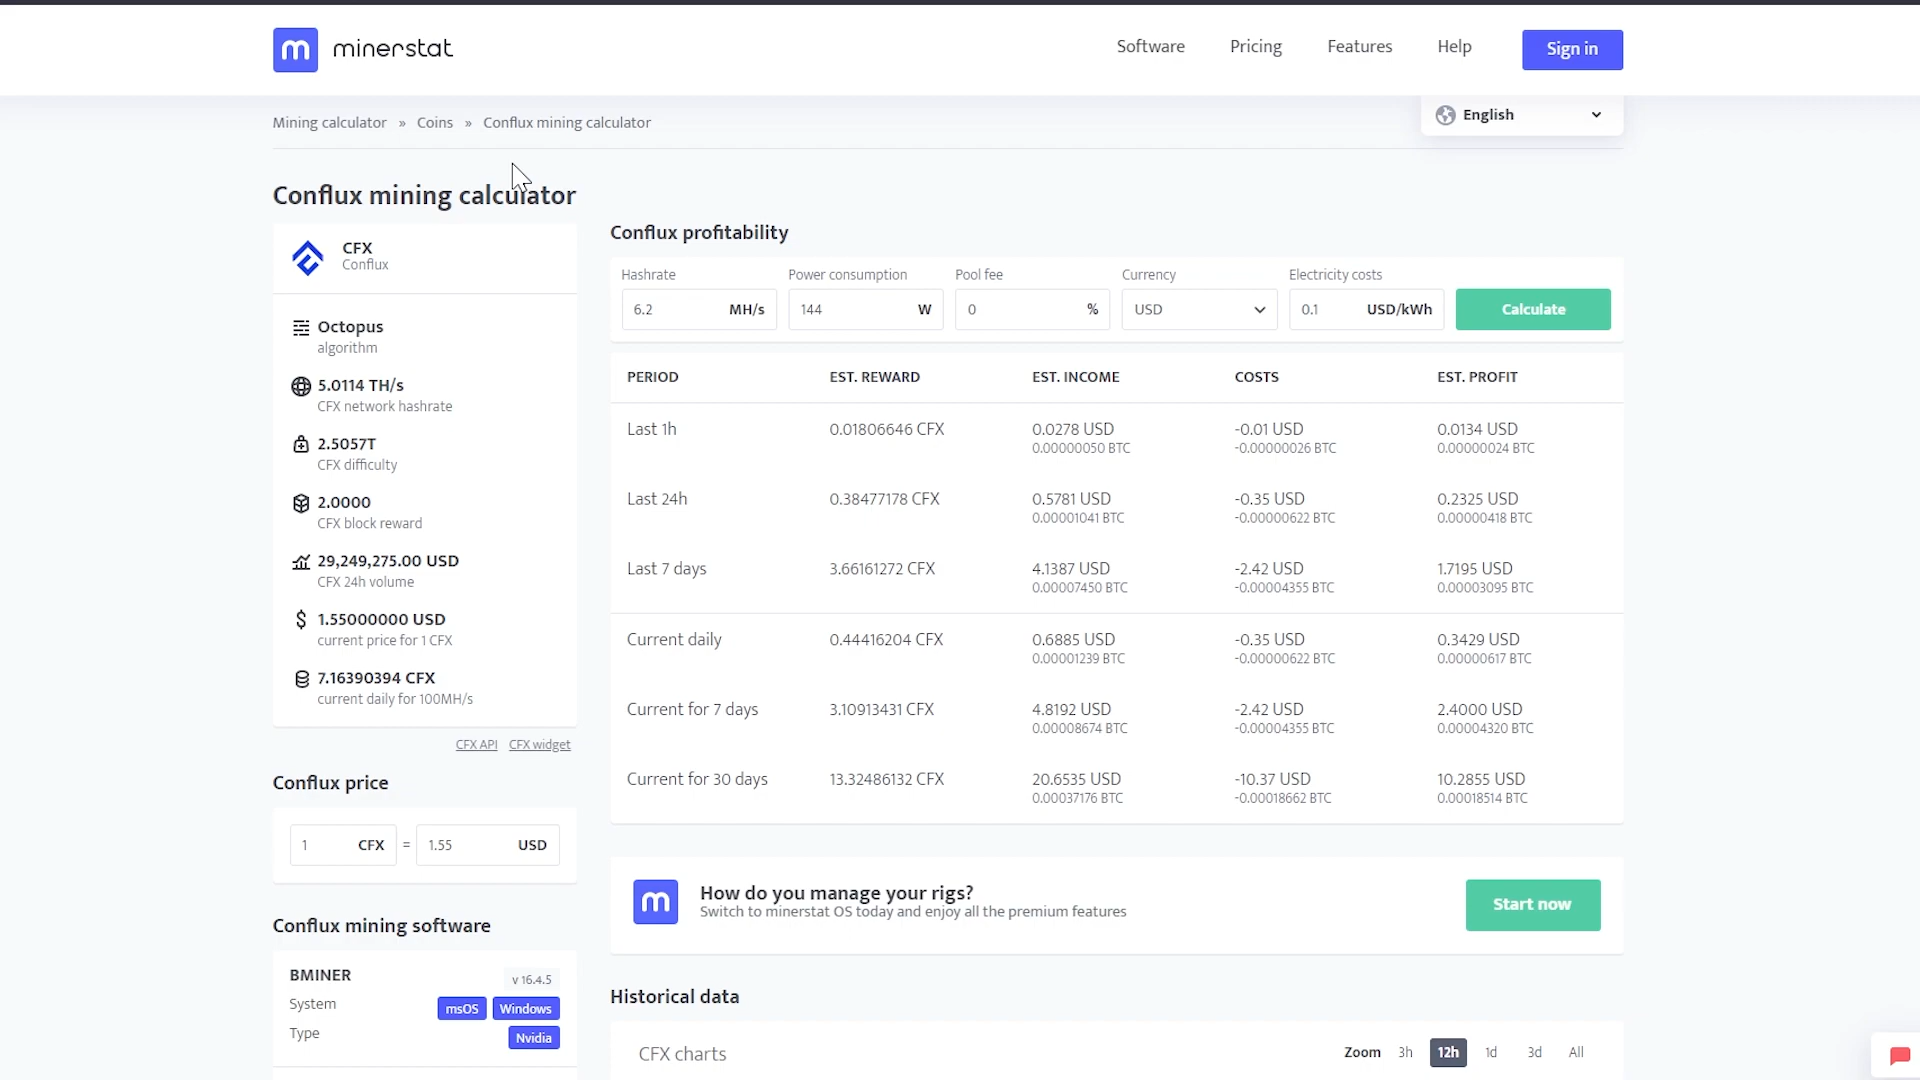 minerstat
Software Pricing Features Help Sign in
Mining calculator » Coins » Conflux mining calculator
English
Conflux mining calculator
CFX
Conflux
Octopus
algorithm
5.0114 TH/s
CFX network hashrate
2.5057T
CFX difficulty
2.0000
CFX block reward
29,249,275.00 USD
CFX 24h volume
$ 1.55000000 USD
current price for 1 CFX
7.16390394 CFX
current daily for 100MH/s
CFX API CFX widget
Conflux price
1 CFX = 1.55 USD
Conflux mining software
BMINER v 16.4.5
System msOS Windows
Type Nvidia
Conflux profitability
Hashrate Power consumption Pool fee Currency Electricity costs
6.2 MH/s 144 W 0 % USD 0.1 USD/kWh Calculate
PERIOD EST. REWARD EST. INCOME COSTS EST. PROFIT
Last 1h 0.01806646 CFX 0.0278 USD -0.01 USD 0.0134 USD
0.00000050 BTC -0.00000026 BTC 0.00000024 BTC
Last 24h 0.38477178 CFX 0.5781 USD -0.35 USD 0.2325 USD
0.00001041 BTC -0.00000622 BTC 0.00000418 BTC
Last 7 days 3.66161272 CFX 4.1387 USD -2.42 USD 1.7195 USD
0.00007450 BTC -0.00004355 BTC 0.00003095 BTC
Current daily 0.44416204 CFX 0.6885 USD -0.35 USD 0.3429 USD
0.00001239 BTC -0.00000622 BTC 0.00000617 BTC
Current for 7 days 3.10913431 CFX 4.8192 USD -2.42 USD 2.4000 USD
0.00008674 BTC -0.00004355 BTC 0.00004320 BTC
Current for 30 days 13.32486132 CFX 20.6535 USD -10.37 USD 10.2855 USD
0.00037176 BTC -0.00018662 BTC 0.00018514 BTC
How do you manage your rigs?
Switch to minerstat OS today and enjoy all the premium features
Start now
Historical data
CFX charts Zoom 3h 12h 1d 3d All